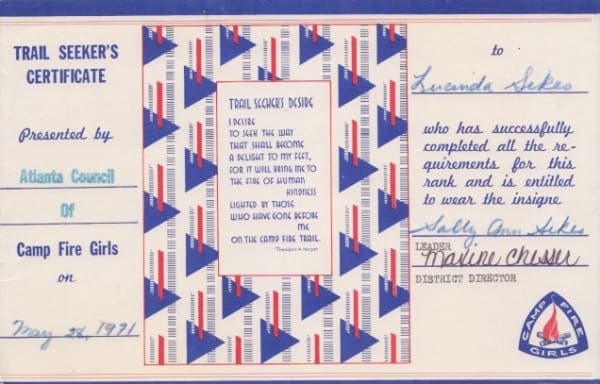 TRAIL SEEKER'S
CERTIFICATE
Presented by
Atlanta Council
Of
Camp Fire Girls
on
May 26, 1971
TRAIL SEEKER'S DESIRE
I DESIRE
TO SEEK THE WAY
THAT SHALL BECOME
A DELIGHT TO MY FEET,
FOR IT WILL BRING ME TO
THE FIRE OF HUMAN
KINDNESS
LIGHTED BY THOSE
WHO HAVE GONE BEFORE
ME
ON THE CAMP FIRE TRAIL.
Theodore A. Harper
to
Lucinda Sikes
who has successfully
completed all the re-
quirements for this
rank and is entitled
to wear the insigne
Sally Ann Sikes
LEADER
Maxine Chesser
DISTRICT DIRECTOR
CAMP FIRE
GIRLS